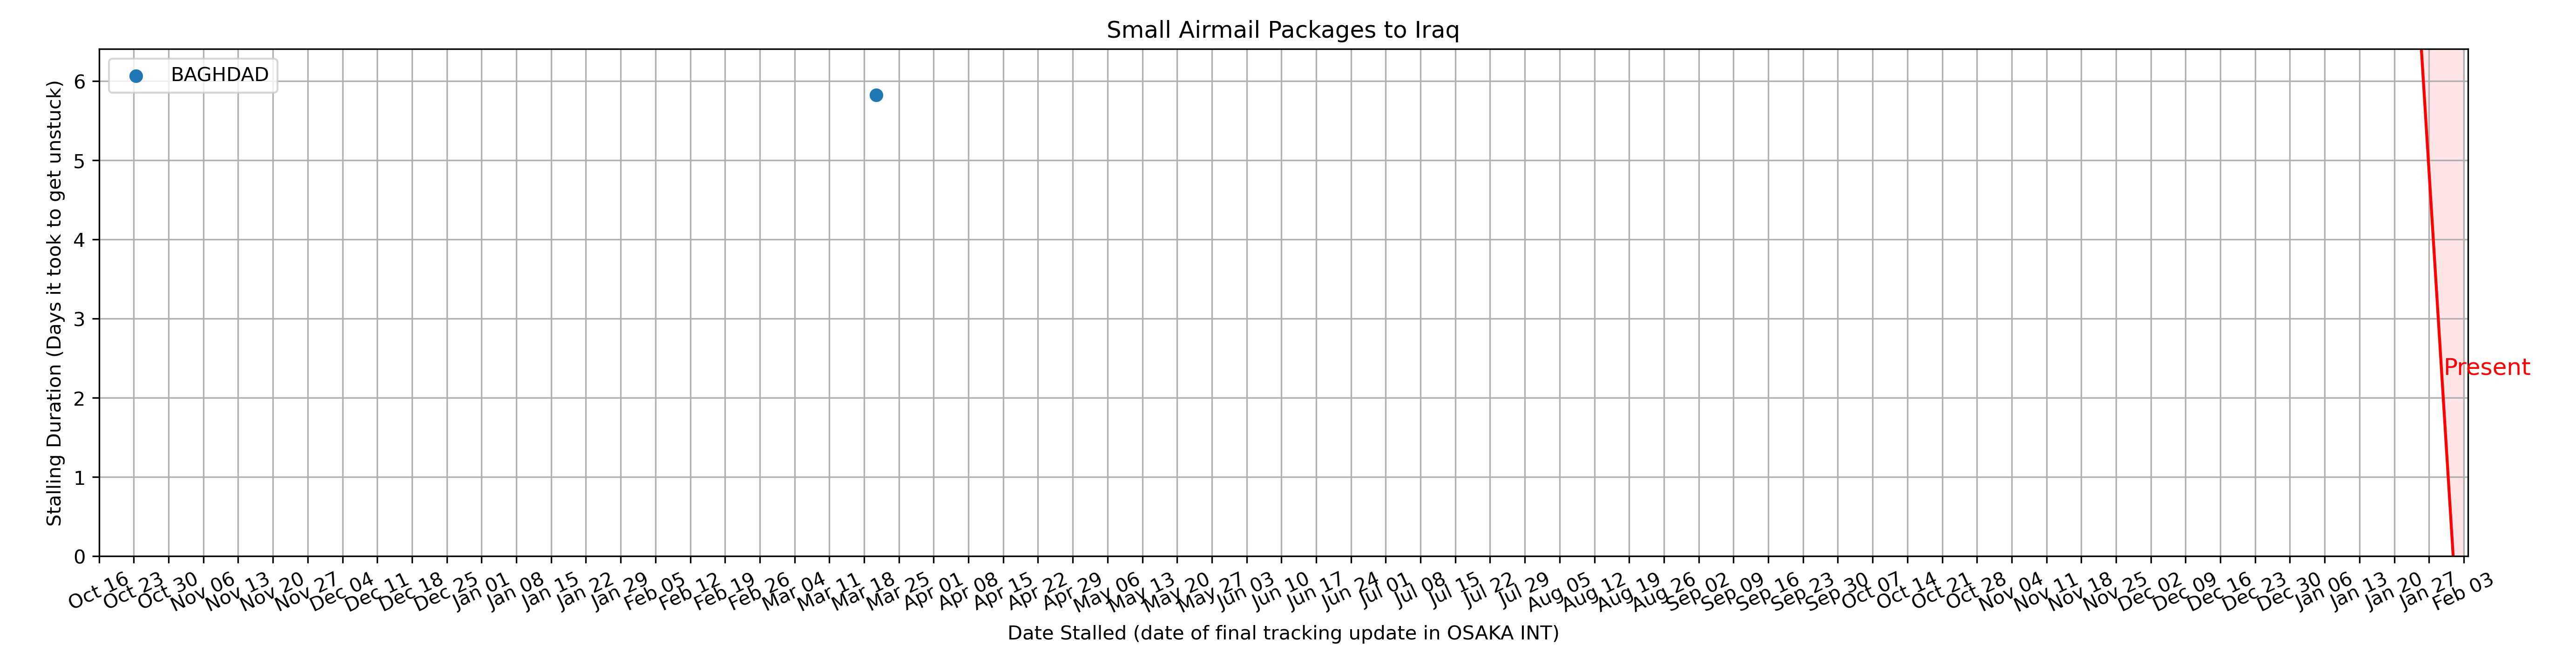 Small Airmail Packages to Iraq
BAGHDAD
Stalling Duration (Days it took to get unstuck)
6
5
4
3
2
1
0
Present
Oct 16 Oct 23 Oct 30 Nov 06 Nov 13 Nov 20 Nov 27 Dec 04 Dec 11 Dec 18 Dec 25 Jan 01 Jan 08 Jan 15 Jan 22 Jan 29 Feb 05 Feb 12 Feb 19 Feb 26 Mar 04 Mar 11 Mar 18 Mar 25 Apr 01 Apr 08 Apr 15 Apr 22 Apr 29 May 06 May 13 May 20 May 27 Jun 03 Jun 10 Jun 17 Jun 24 Jul 01 Jul 08 Jul 15 Jul 22 Jul 29 Aug 05 Aug 12 Aug 19 Aug 26 Sep 02 Sep 09 Sep 16 Sep 23 Sep 30 Oct 07 Oct 14 Oct 21 Oct 28 Nov 04 Nov 11 Nov 18 Nov 25 Dec 02 Dec 09 Dec 16 Dec 23 Dec 30 Jan 06 Jan 13 Jan 20 Jan 27 Feb 03
Date Stalled (date of final tracking update in OSAKA INT)